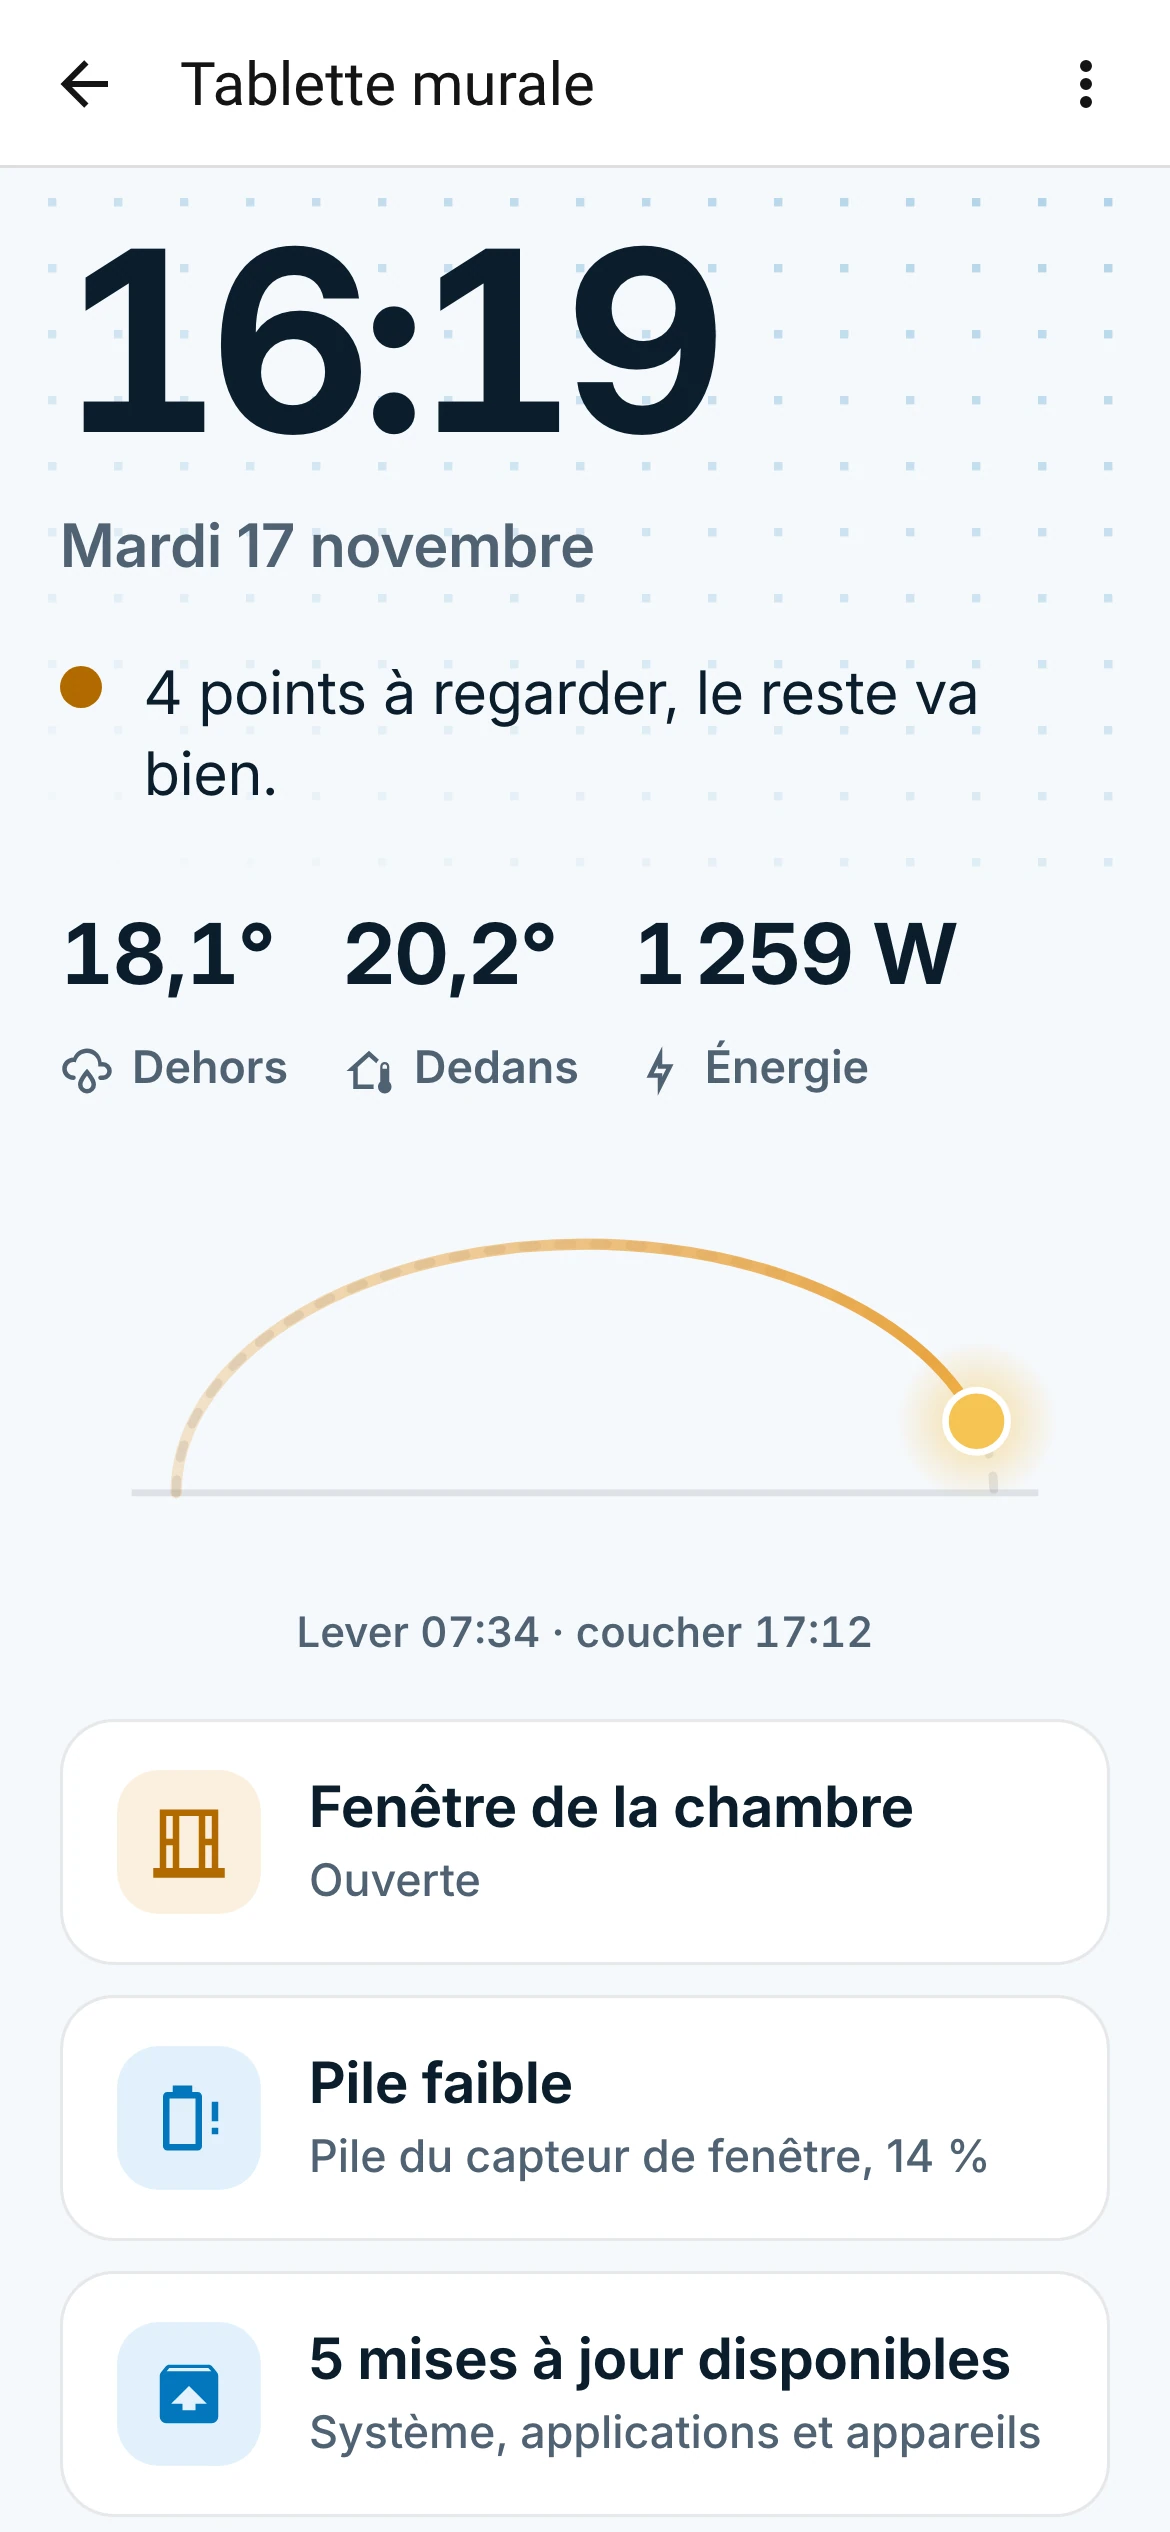 Tablette murale
16:19
Mardi 17 novembre
4 points à regarder, le reste va
bien.
18,1° 20,2° 1 259 W
Dehors Dedans Énergie
Lever 07:34 · coucher 17:12
Fenêtre de la chambre
Ouverte
Pile faible
Pile du capteur de fenêtre, 14 %
5 mises à jour disponibles
Système, applications et appareils